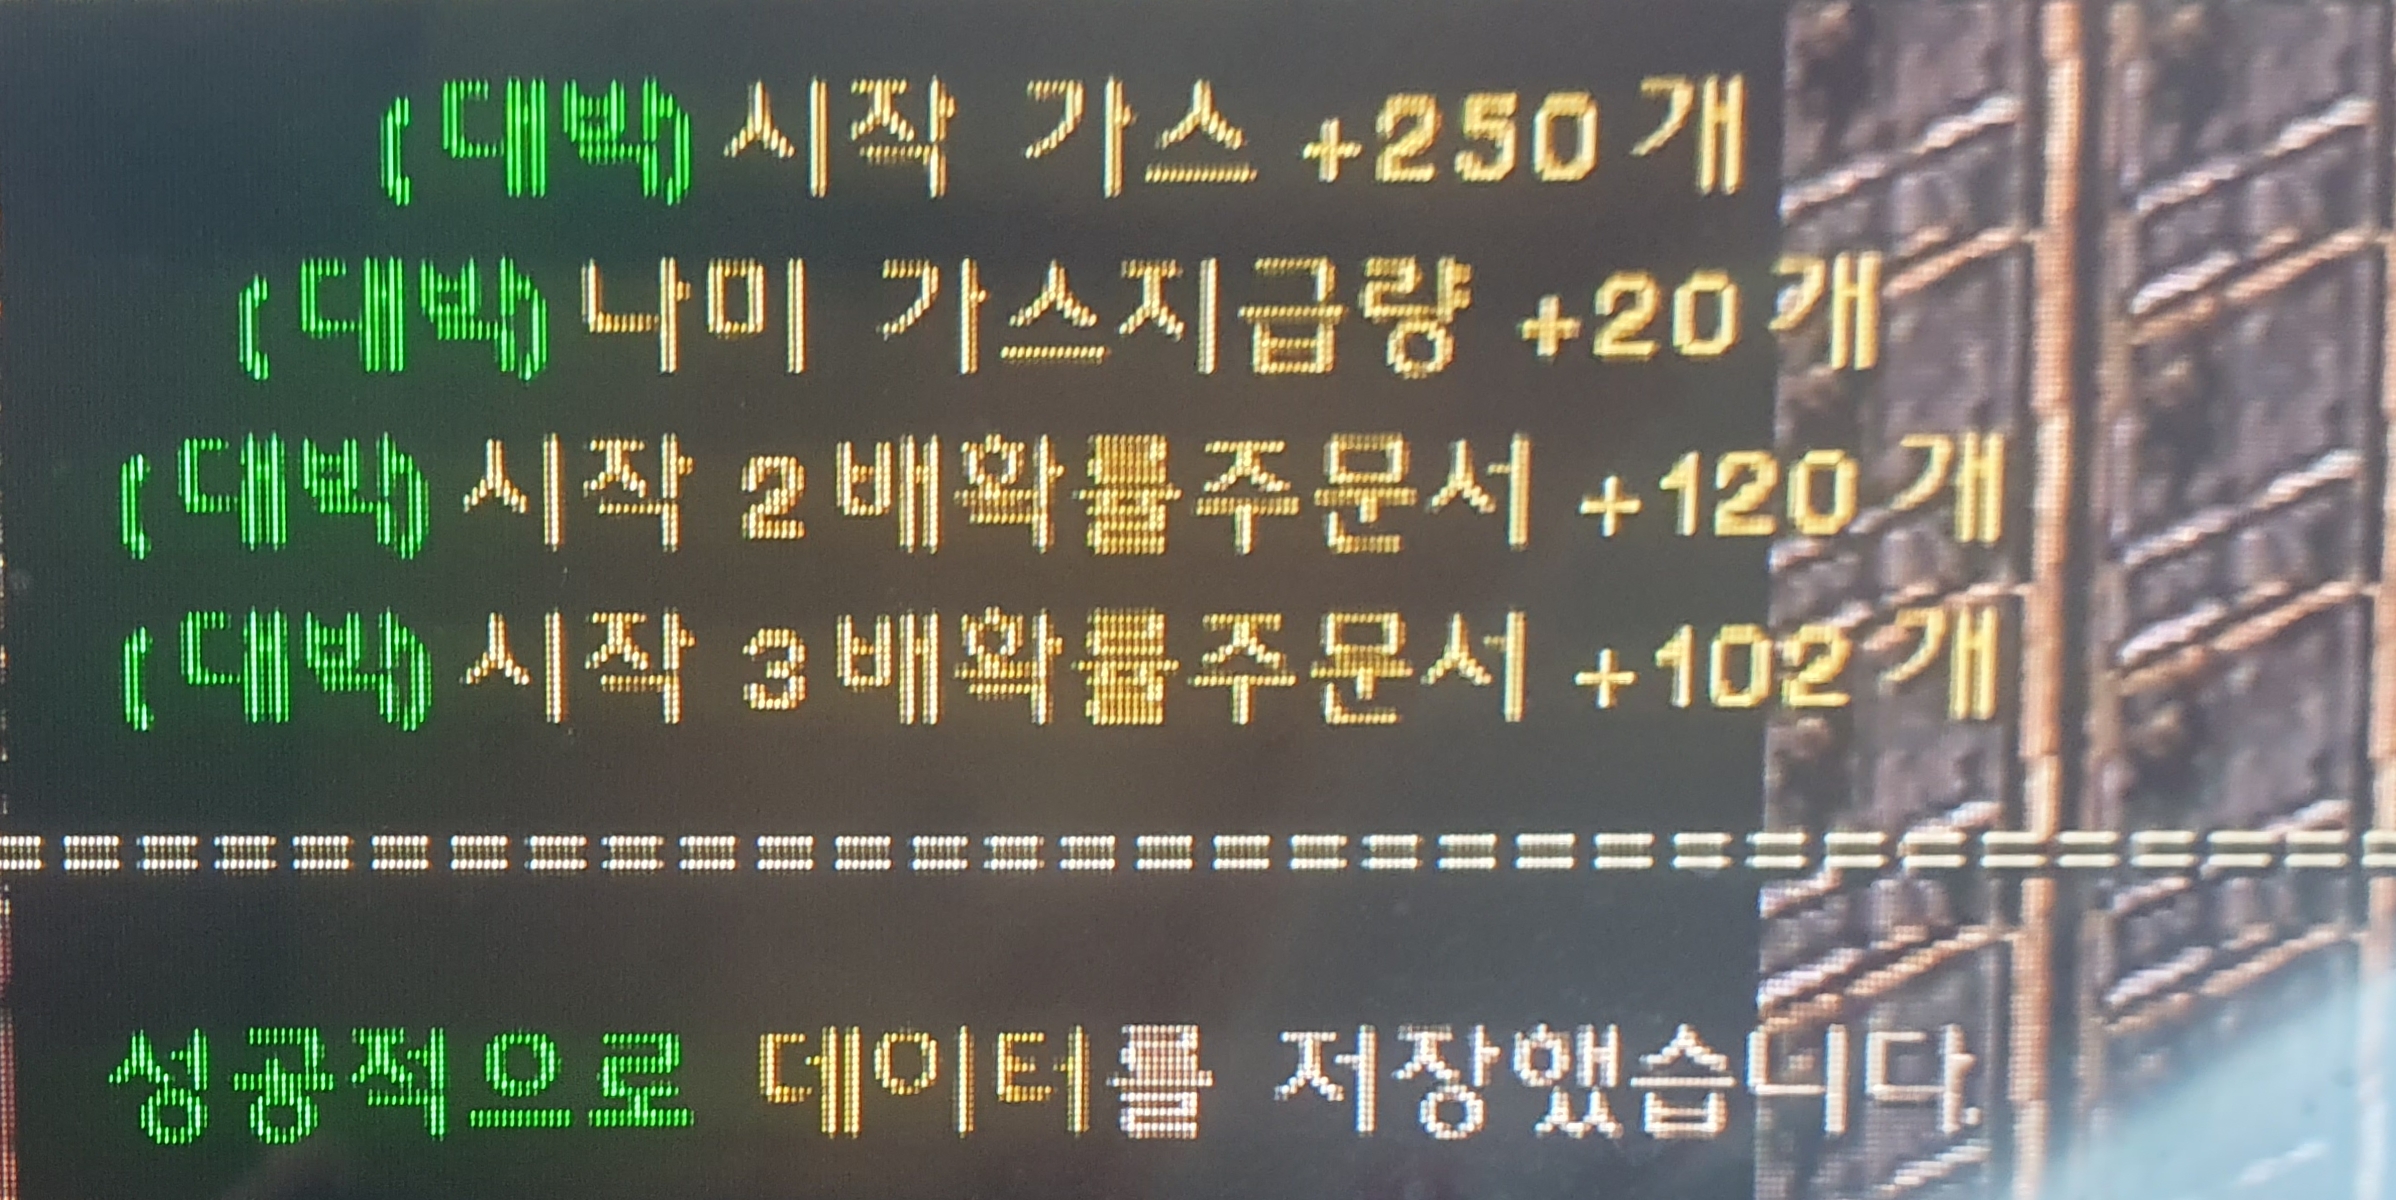 (대박) 시작 가스 +250개
(대박) 나미 가스지급량 +20개
(대박) 시작 2배확률주문서 +120개
(대박) 시작 3배확률주문서 +102개
==============================
성공적으로 데이터를 저장했습니다.